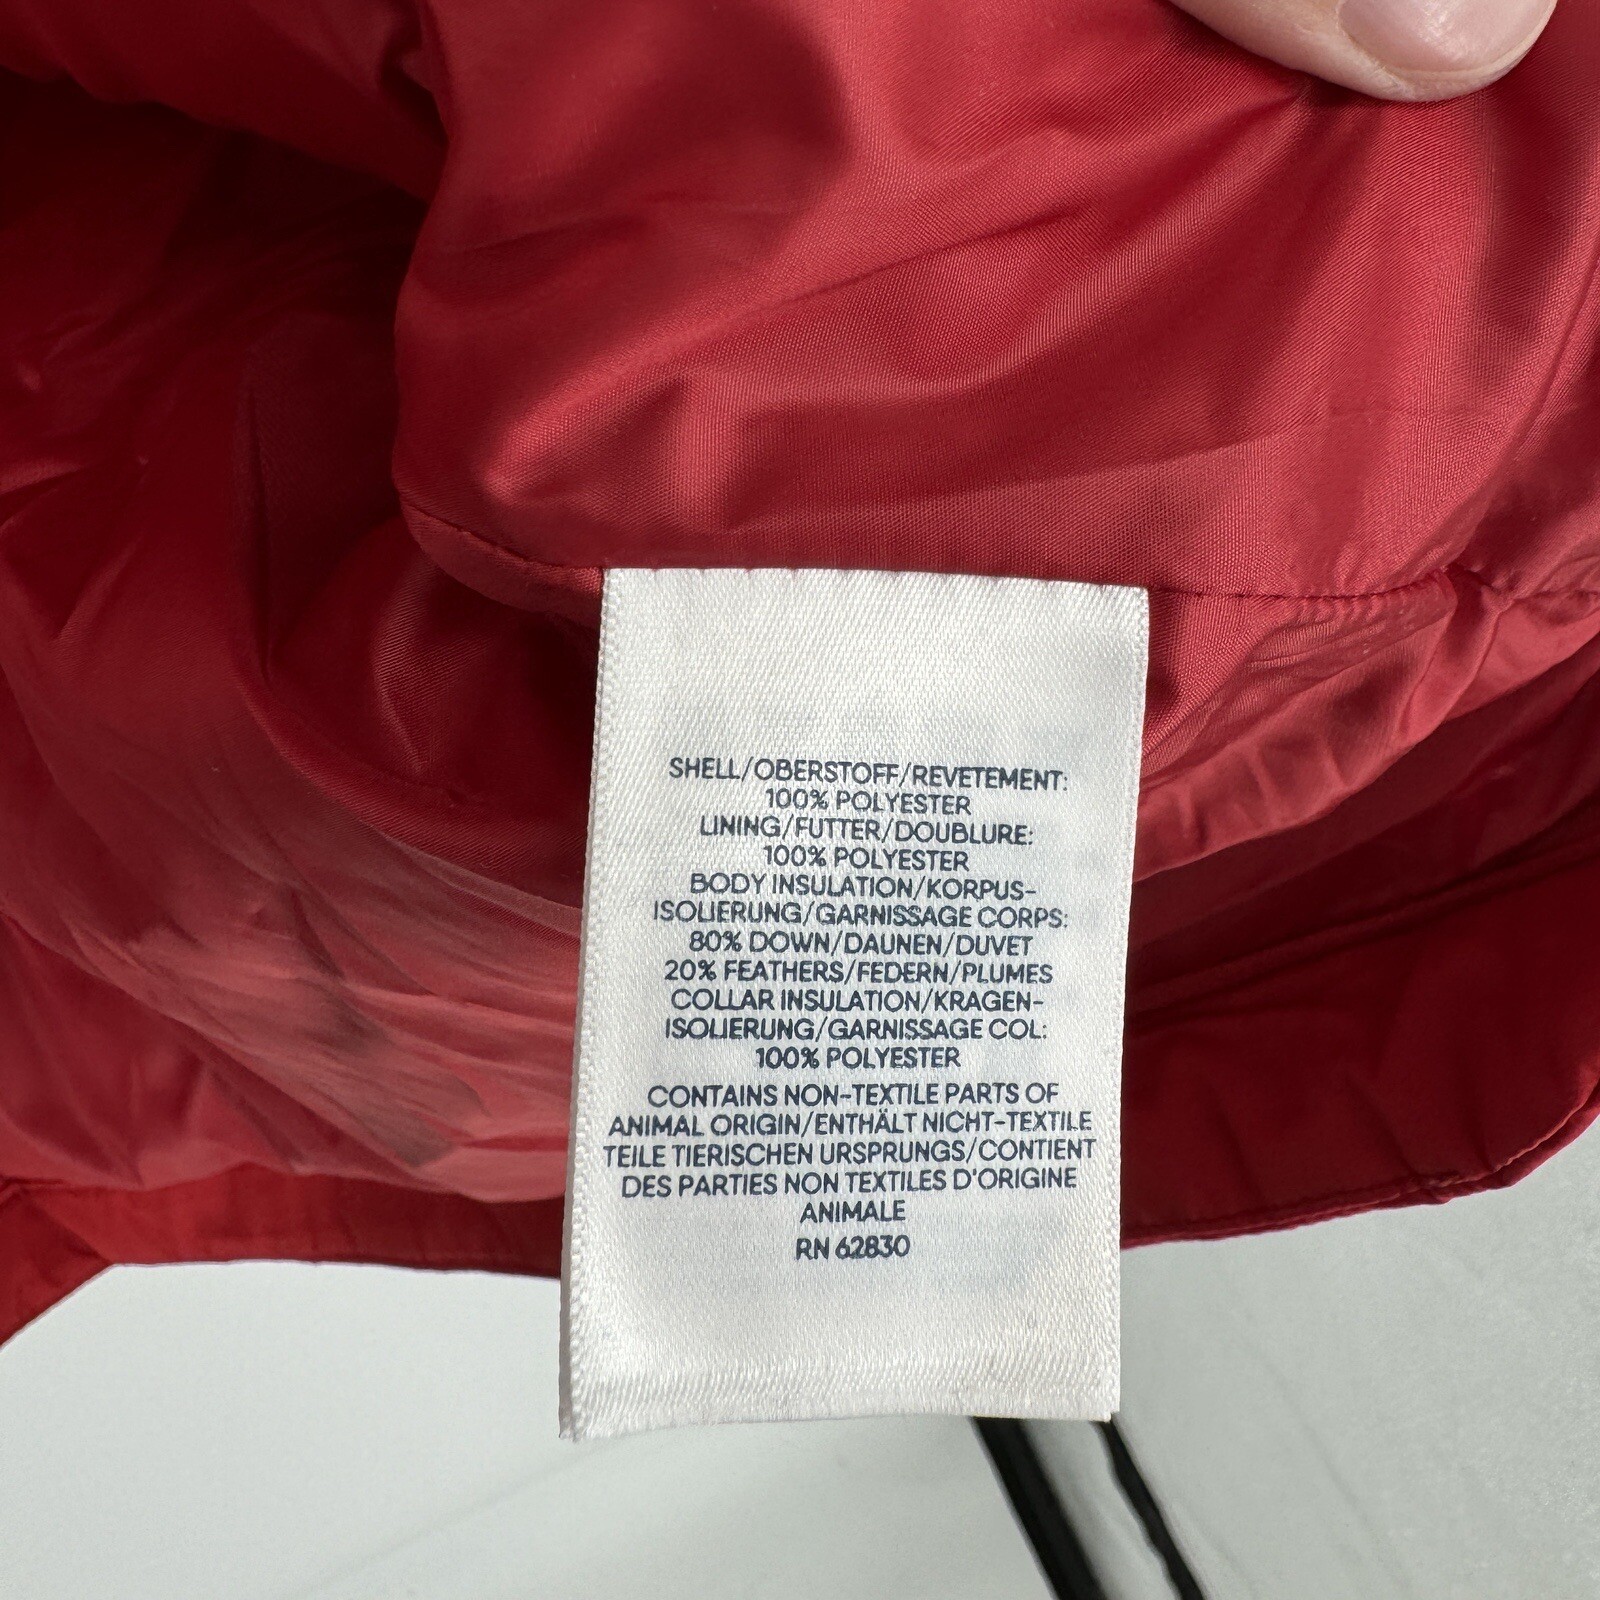 SHELL/OBERSTOFF/REVETEMENT:
100% POLYESTER
LINING/FUTTER/DOUBLURE:
100% POLYESTER
BODY INSULATION/KORPUS-
ISOLIERUNG/GARNISSAGE CORPS:
80% DOWN/DAUNEN/DUVET
20% FEATHERS/FEDERN/PLUMES
COLLAR INSULATION/KRAGEN-
ISOLIERUNG/GARNISSAGE COL:
100% POLYESTER
CONTAINS NON-TEXTILE PARTS OF
ANIMAL ORIGIN/ENTHÄLT NICHT-TEXTILE
TEILE TIERISCHEN URSPRUNGS/CONTIENT
DES PARTIES NON TEXTILES D'ORIGINE
ANIMALE
RN 62830